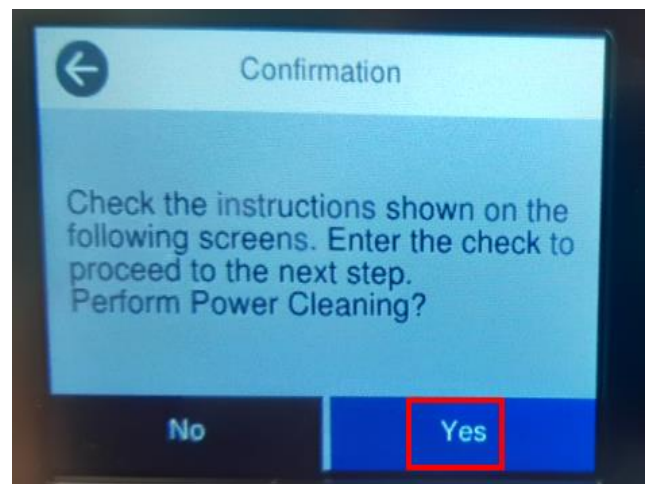 Confirmation
Check the instructions shown on the
following screens. Enter the check to
proceed to the next step.
Perform Power Cleaning?
No
Yes